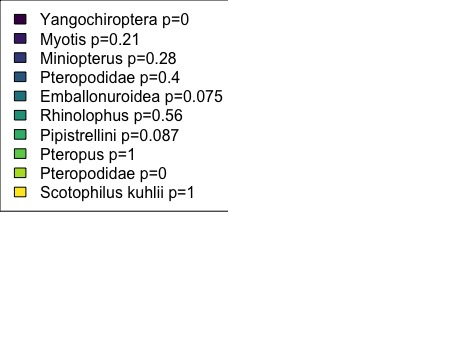 Yangochiroptera p=0
Myotis p=0.21
Miniopterus p=0.28
Pteropodidae p=0.4
Emballonuroidea p=0.075
Rhinolophus p=0.56
Pipistrellini p=0.087
Pteropus p=1
Pteropodidae p=0
Scotophilus kuhlii p=1